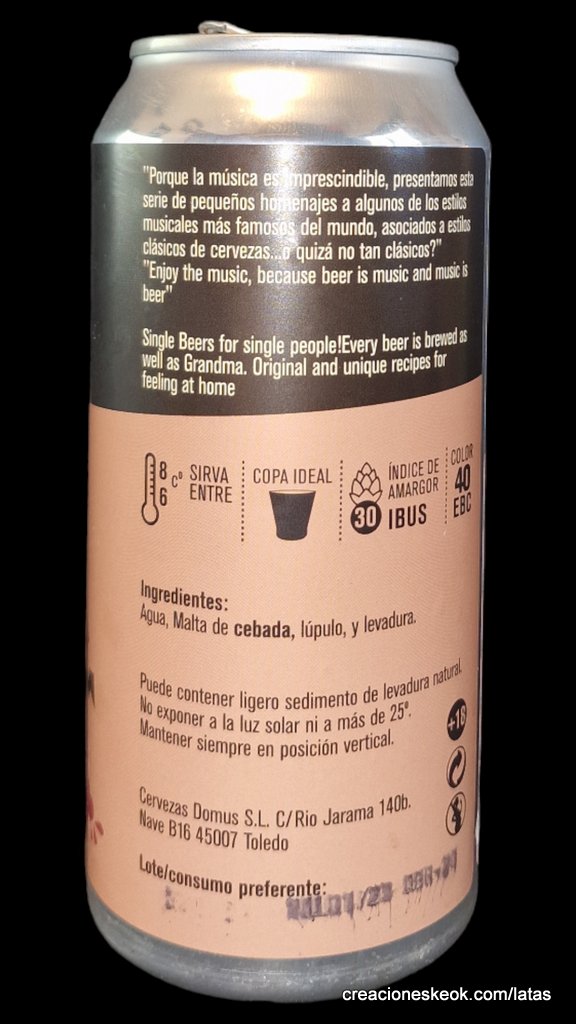 "Porque la música es imprescindible, presentamos esta
serie de pequeños homenajes a algunos de los estilos
musicales más famosos del mundo, asociados a estilos
clásicos de cervezas...o quizá no tan clásicos?"
"Enjoy the music, because beer is music and music is
beer"
Single Beers for single people!Every beer is brewed as
well as Grandma. Original and unique recipes for
feeling at home
8
6
Cº
SIRVA
ENTRE
COPA IDEAL
ÍNDICE DE
AMARGOR
30 IBUS
COLOR
40
EBC
Ingredientes:
Agua, Malta de cebada, lúpulo, y levadura.
Puede contener ligero sedimento de levadura natural.
No exponer a la luz solar ni a más de 25º.
Mantener siempre en posición vertical.
+18
Cervezas Domus S.L. C/Rio Jarama 140b.
Nave B16 45007 Toledo
Lote/consumo preferente:
creacioneskeok.com/latas